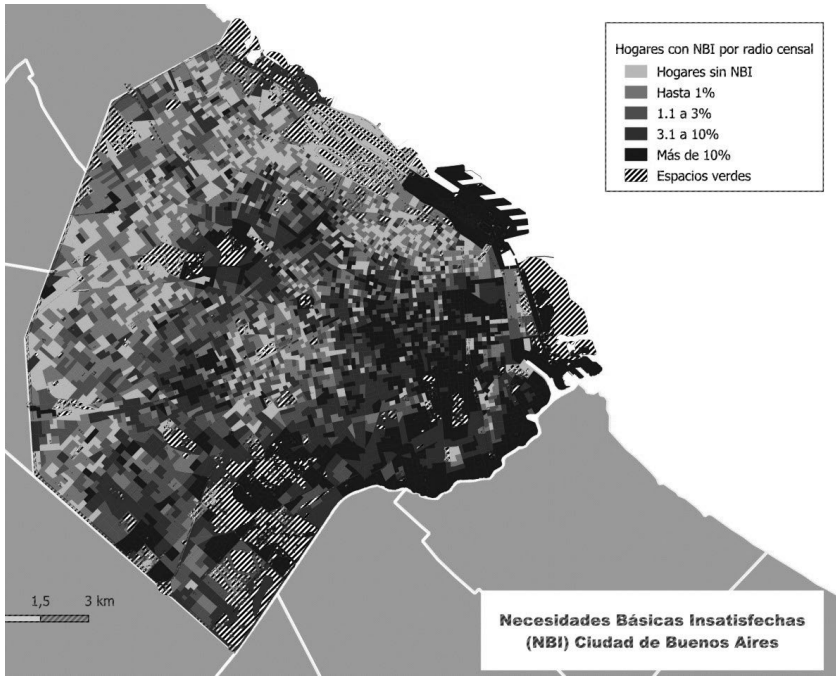 Hogares con NBI por radio censal
Hogares sin NBI
Hasta 1%
1.1 a 3%
3.1 a 10%
Más de 10%
Espacios verdes
1,5 3 km
Necesidades Básicas Insatisfechas
(NBI) Ciudad de Buenos Aires